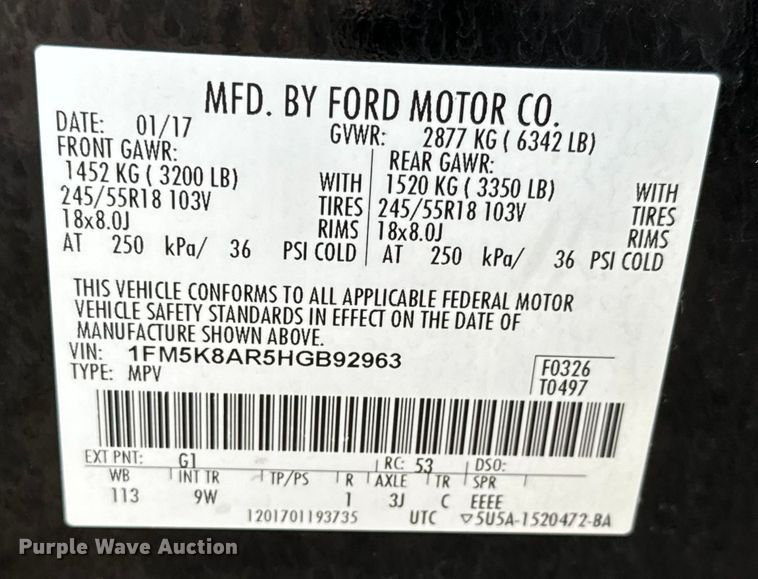 MFD. BY FORD MOTOR CO.
DATE: 01/17 GVWR: 2877 KG ( 6342 LB)
FRONT GAWR: REAR GAWR:
1452 KG ( 3200 LB) WITH 1520 KG ( 3350 LB) WITH
245/55R18 103V TIRES 245/55R18 103V TIRES
18x8.0J RIMS 18x8.0J RIMS
AT 250 kPa/ 36 PSI COLD AT 250 kPa/ 36 PSI COLD
THIS VEHICLE CONFORMS TO ALL APPLICABLE FEDERAL MOTOR
VEHICLE SAFETY STANDARDS IN EFFECT ON THE DATE OF
MANUFACTURE SHOWN ABOVE.
VIN: 1FM5K8AR5HGB92963 F0326
TYPE: MPV T0497
EXT PNT: G1 RC: 53 DSO:
WB INT TR TP/PS R AXLE TR SPR
113 9W 1 3J C EEEE
1201701193735 UTC ▽5U5A-1520472-BA
Purple Wave Auction